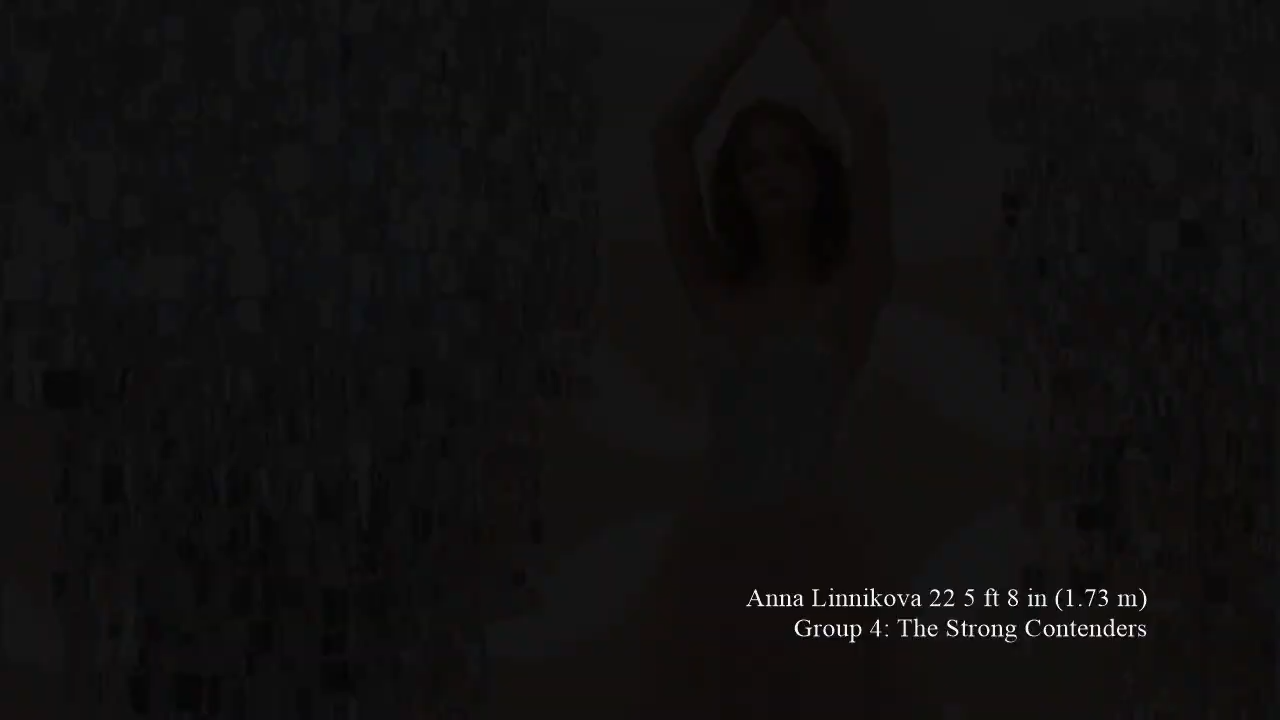 Anna Linnikova 22 5 ft 8 in (1.73 m)
Group 4: The Strong Contenders